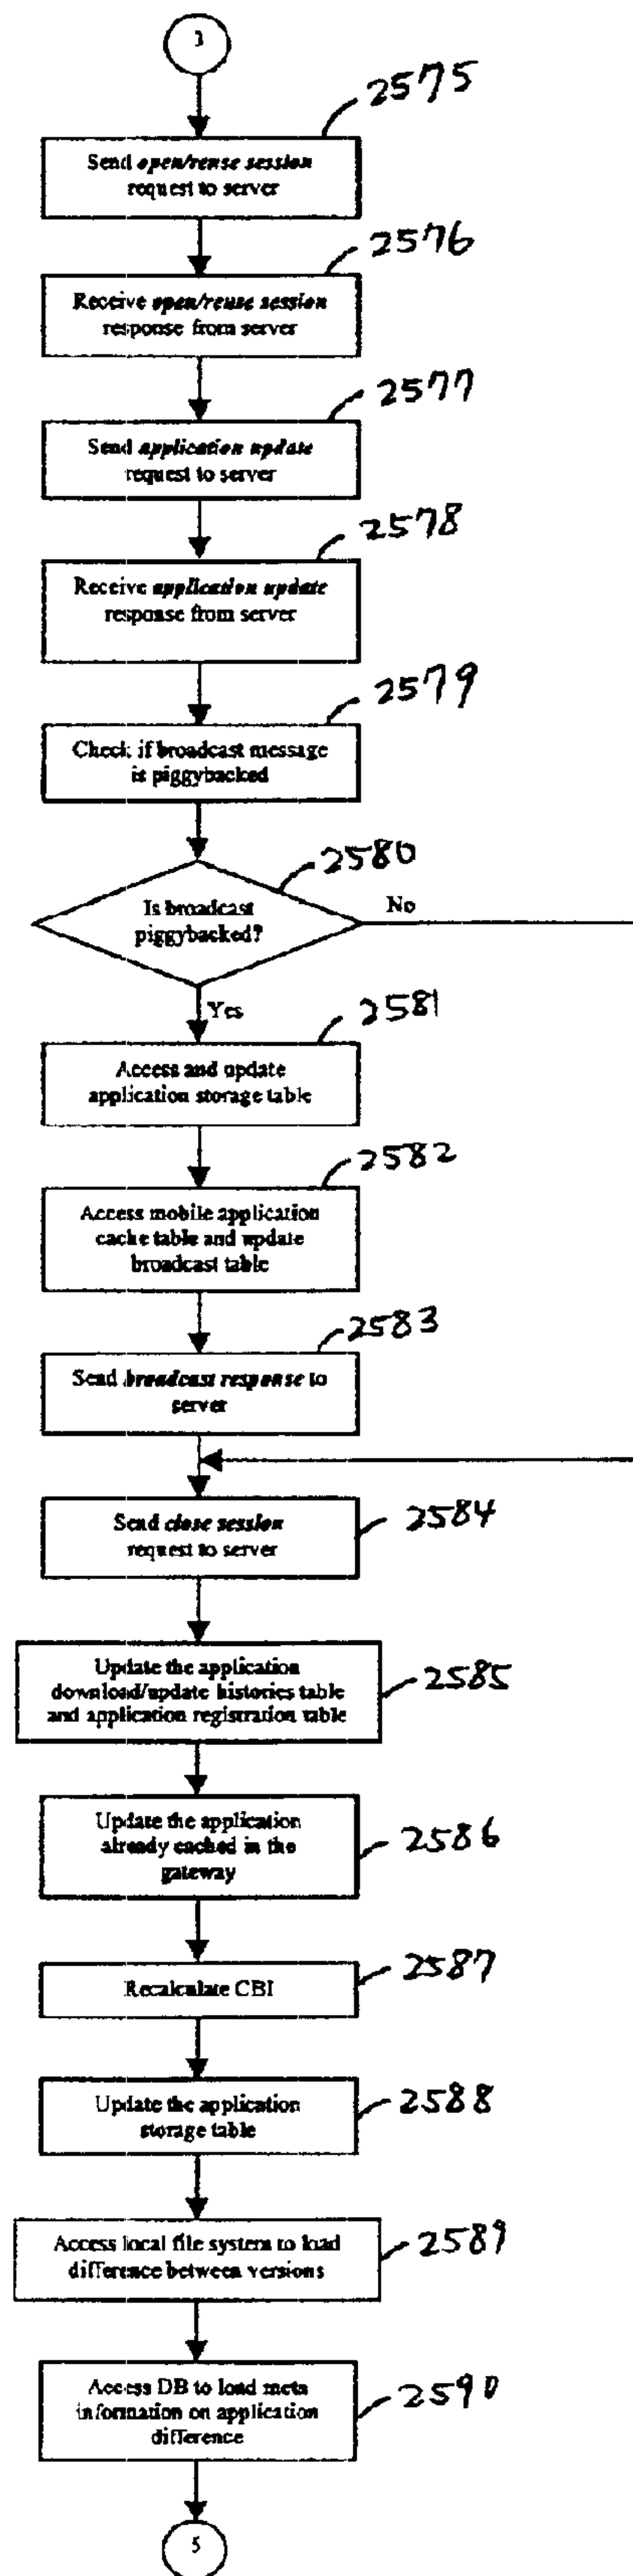 3
2575
Send open/reuse session
request to server
2576
Receive open/reuse session
response from server
2577
Send application update
request to server
2578
Receive application update
response from server
2579
Check if broadcast message
is piggybacked
2580
Is broadcast
piggybacked?
No
Yes
2581
Access and update
application storage table
2582
Access mobile application
cache table and update
broadcast table
2583
Send broadcast response to
server
Send close session
request to server
2584
Update the application
download/update histories table
and application registration table
2585
Update the application
already cached in the
gateway
2586
Recalculate CBI
2587
Update the application
storage table
2588
Access local file system to load
difference between versions
2589
Access DB to load meta
information on application
difference
2590
5